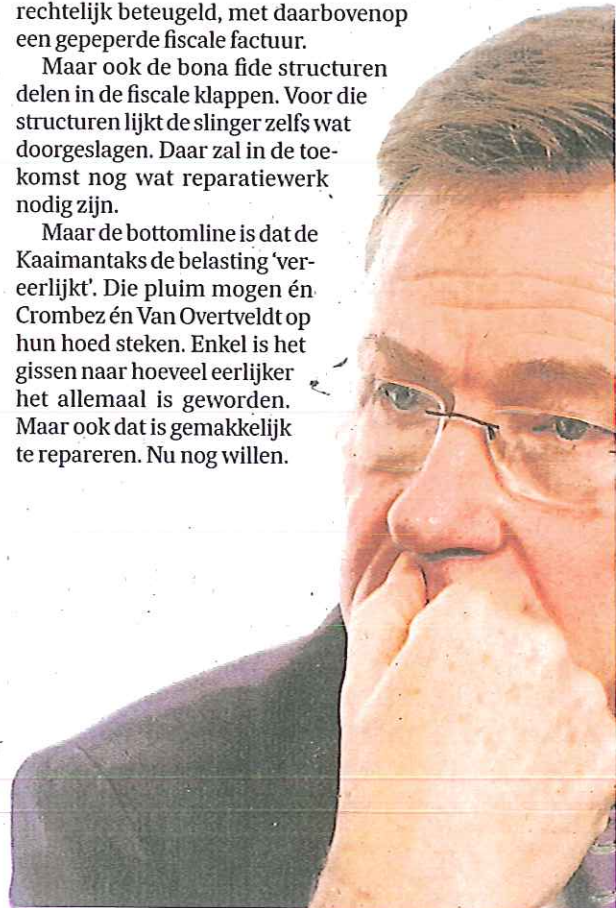 rechtelijk beteugeld, met daarbovenop
een gepeperde fiscale factuur.
Maar ook de bona fide structuren
delen in de fiscale klappen. Voor die
structuren lijkt de slinger zelfs wat
doorgeslagen. Daar zal in de toe-
komst nog wat reparatiewerk
nodig zijn.
Maar de bottomline is dat de
Kaaimantaks de belasting ‘ver-
eerlijkt’. Die pluim mogen én
Crombez én Van Overtveldt op
hun hoed steken. Enkel is het
gissen naar hoeveel eerlijker
het allemaal is geworden.
Maar ook dat is gemakkelijk
te repareren. Nu nog willen.